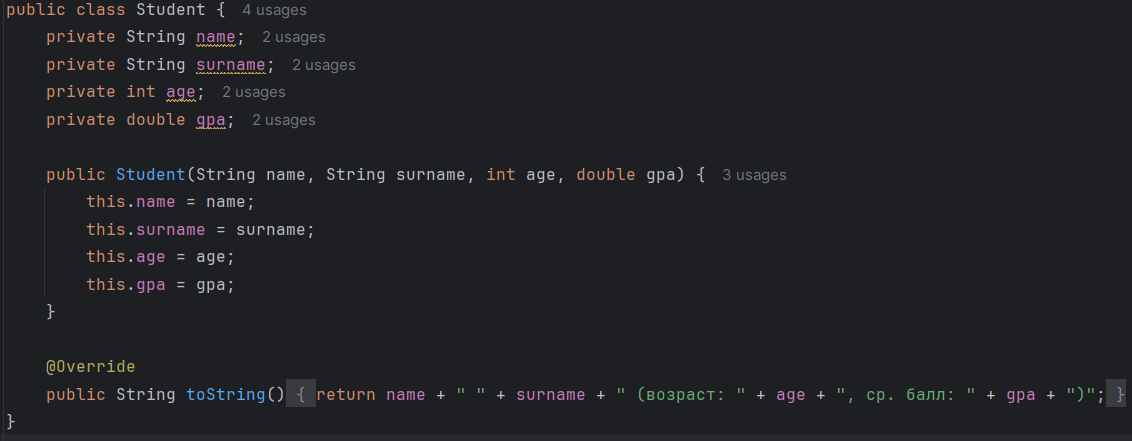 public class Student {  4 usages
    private String name;  2 usages
    private String surname;  2 usages
    private int age;  2 usages
    private double gpa;  2 usages
    public Student(String name, String surname, int age, double gpa) {  3 usages
        this.name = name;
        this.surname = surname;
        this.age = age;
        this.gpa = gpa;
    }
    @Override
    public String toString() { return name + " " + surname + " (возраст: " + age + ", ср. балл: " + gpa + ")"; }
}